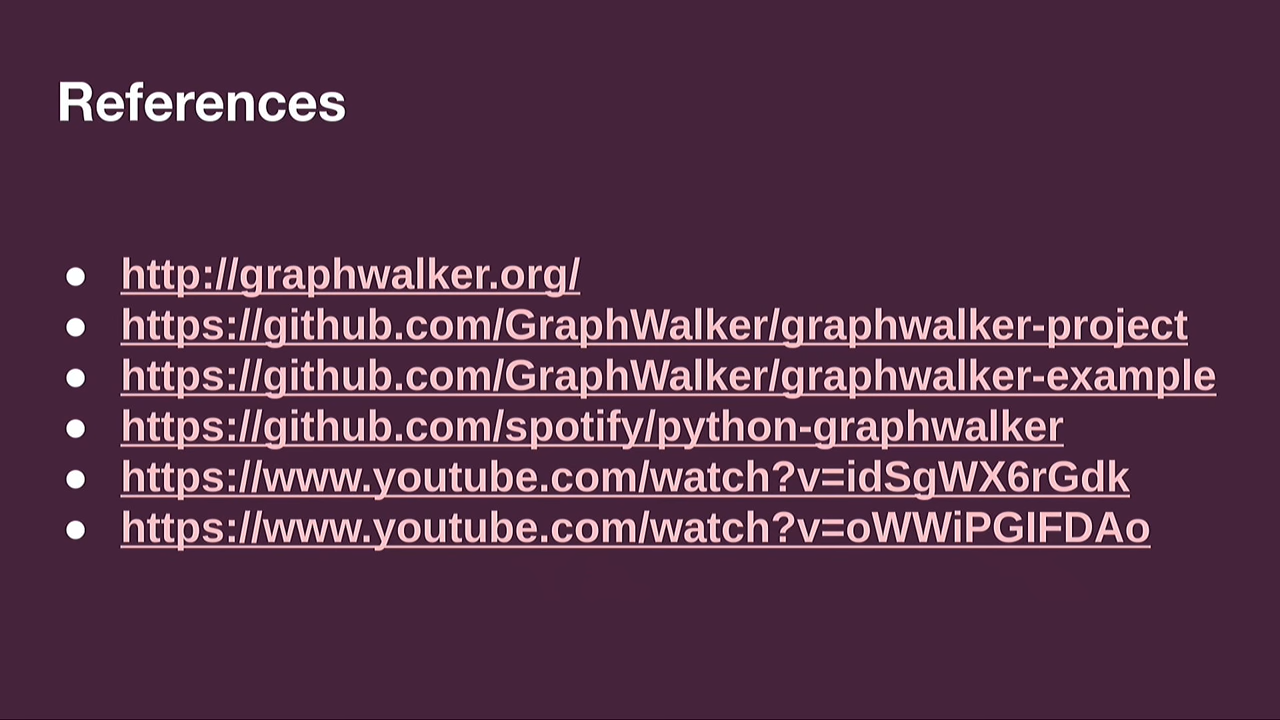 References
● http://graphwalker.org/
● https://github.com/GraphWalker/graphwalker-project
● https://github.com/GraphWalker/graphwalker-example
● https://github.com/spotify/python-graphwalker
● https://www.youtube.com/watch?v=idSgWX6rGdk
● https://www.youtube.com/watch?v=oWWiPGIFDAo